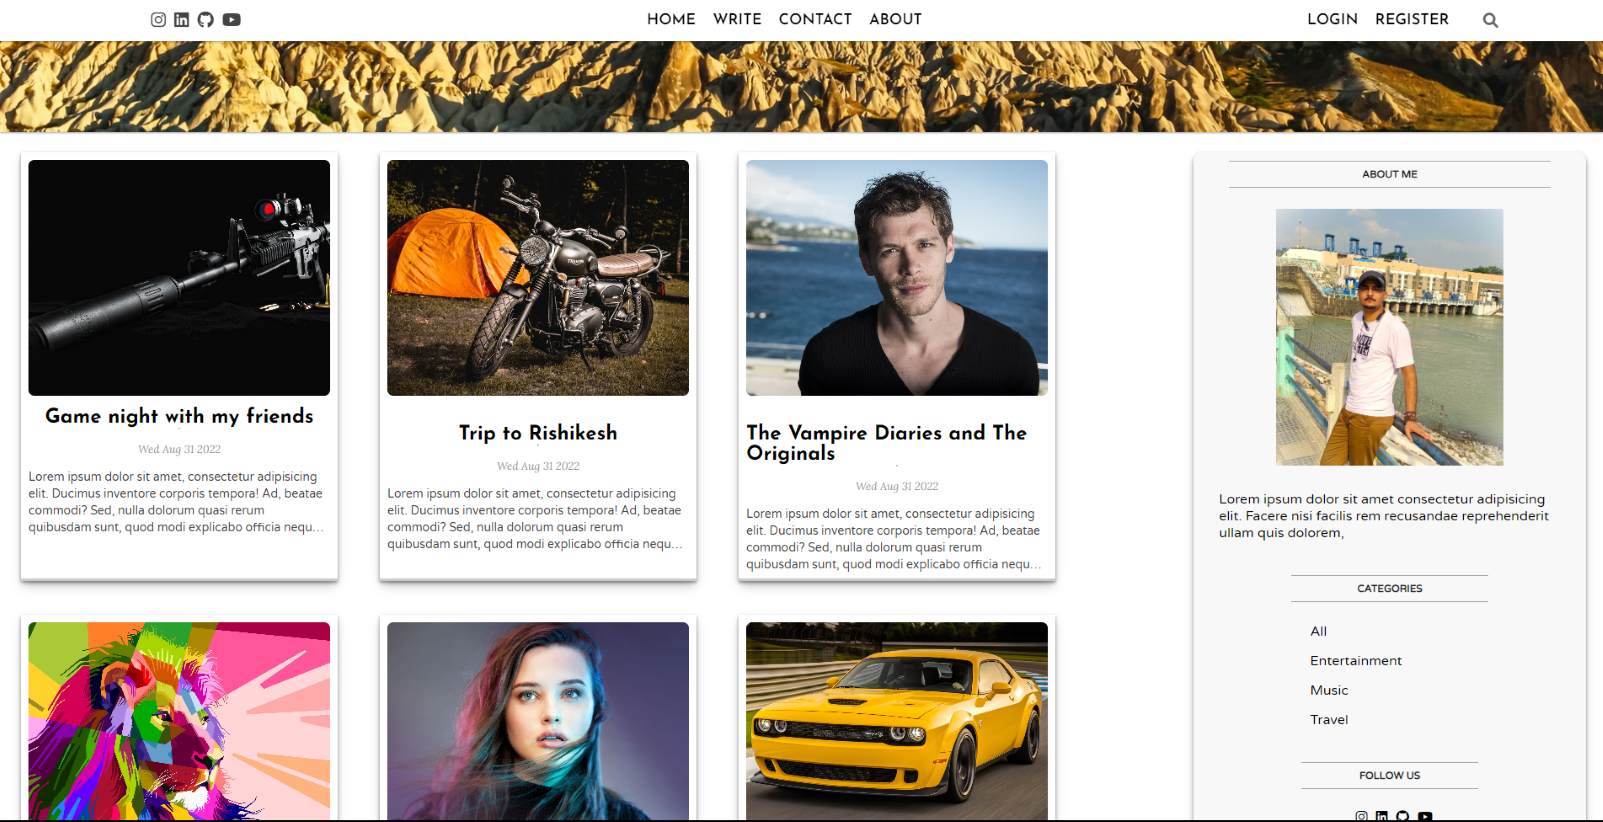 HOME WRITE CONTACT ABOUT
LOGIN REGISTER
Game night with my friends
Wed Aug 31 2022
Lorem ipsum dolor sit amet, consectetur adipisicing
elit. Ducimus inventore corporis tempora! Ad, beatae
commodi? Sed, nulla dolorum quasi rerum
quibusdam sunt, quod modi explicabo officia nequ...
Trip to Rishikesh
Wed Aug 31 2022
Lorem ipsum dolor sit amet, consectetur adipisicing
elit. Ducimus inventore corporis tempora! Ad, beatae
commodi? Sed, nulla dolorum quasi rerum
quibusdam sunt, quod modi explicabo officia nequ...
The Vampire Diaries and The
Originals
Wed Aug 31 2022
Lorem ipsum dolor sit amet, consectetur adipisicing
elit. Ducimus inventore corporis tempora! Ad, beatae
commodi? Sed, nulla dolorum quasi rerum
quibusdam sunt, quod modi explicabo officia nequ...
ABOUT ME
Lorem ipsum dolor sit amet consectetur adipisicing
elit. Facere nisi facilis rem recusandae reprehenderit
ullam quis dolorem,
CATEGORIES
All
Entertainment
Music
Travel
FOLLOW US